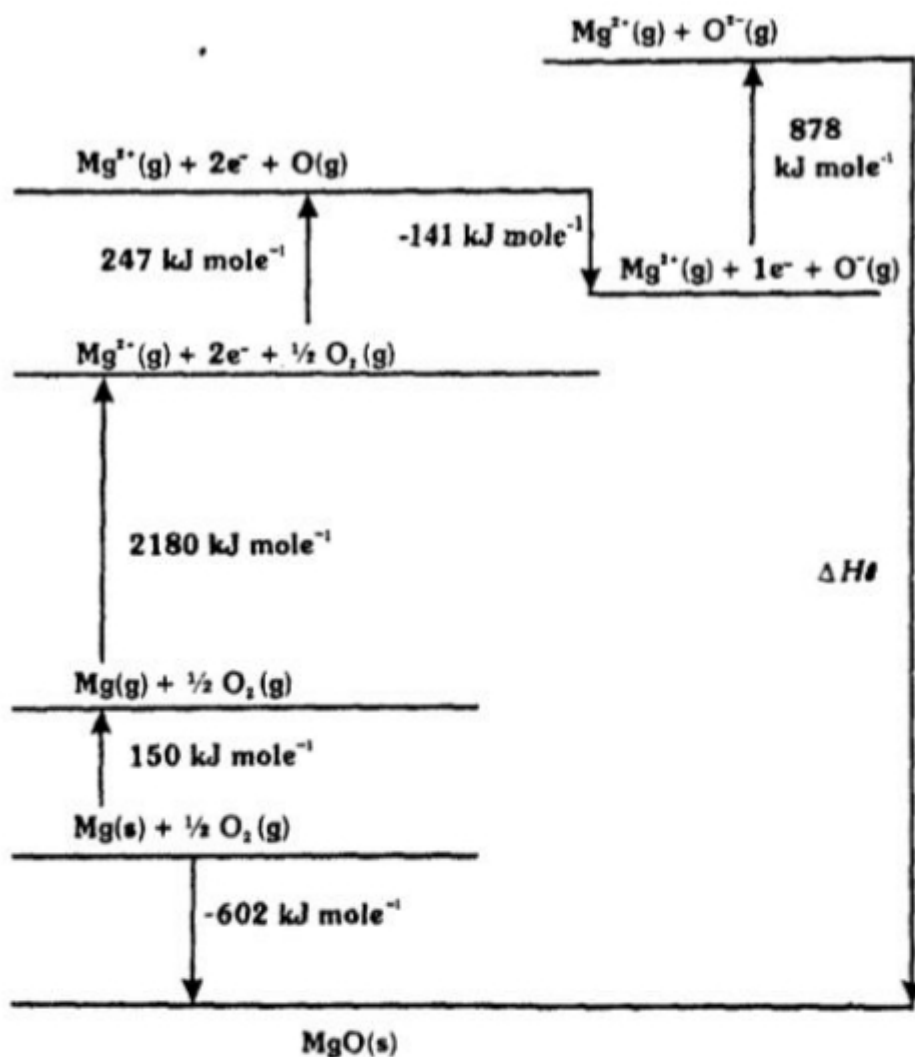 Mg²⁺(g) + O²⁻(g)
878
kJ mole⁻¹
Mg²⁺(g) + 2e⁻ + O(g)
-141 kJ mole⁻¹
247 kJ mole⁻¹
Mg²⁺(g) + 1e⁻ + O⁻(g)
Mg²⁺(g) + 2e⁻ + ½ O₂(g)
2180 kJ mole⁻¹
ΔHℓ
Mg(g) + ½ O₂(g)
150 kJ mole⁻¹
Mg(s) + ½ O₂(g)
-602 kJ mole⁻¹
MgO(s)